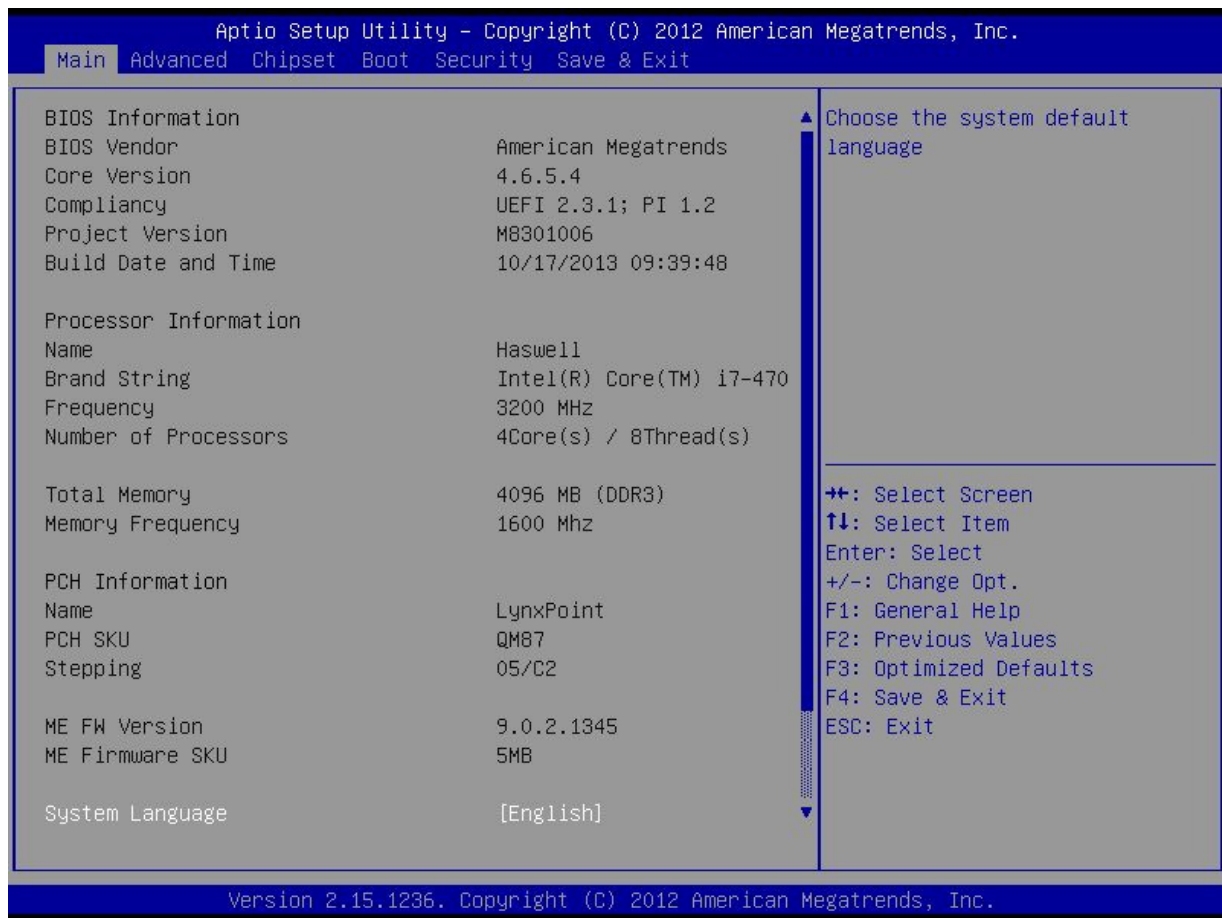 Aptio Setup Utility – Copyright (C) 2012 American Megatrends, Inc.
Main Advanced Chipset Boot Security Save & Exit
BIOS Information
BIOS Vendor American Megatrends
Core Version 4.6.5.4
Compliancy UEFI 2.3.1; PI 1.2
Project Version M8301006
Build Date and Time 10/17/2013 09:39:48
Processor Information
Name Haswell
Brand String Intel(R) Core(TM) i7-470
Frequency 3200 MHz
Number of Processors 4Core(s) / 8Thread(s)
Total Memory 4096 MB (DDR3)
Memory Frequency 1600 Mhz
PCH Information
Name LynxPoint
PCH SKU QM87
Stepping 05/C2
ME FW Version 9.0.2.1345
ME Firmware SKU 5MB
System Language [English]
Choose the system default
language
→←: Select Screen
↑↓: Select Item
Enter: Select
+/-: Change Opt.
F1: General Help
F2: Previous Values
F3: Optimized Defaults
F4: Save & Exit
ESC: Exit
Version 2.15.1236. Copyright (C) 2012 American Megatrends, Inc.